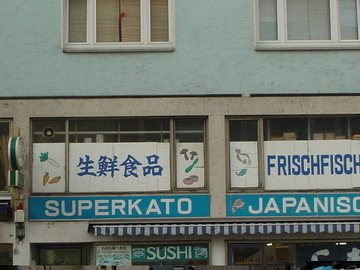 生鮮食品
FRISCHFISCH
SUPERKATO
JAPANISC
SUSHI